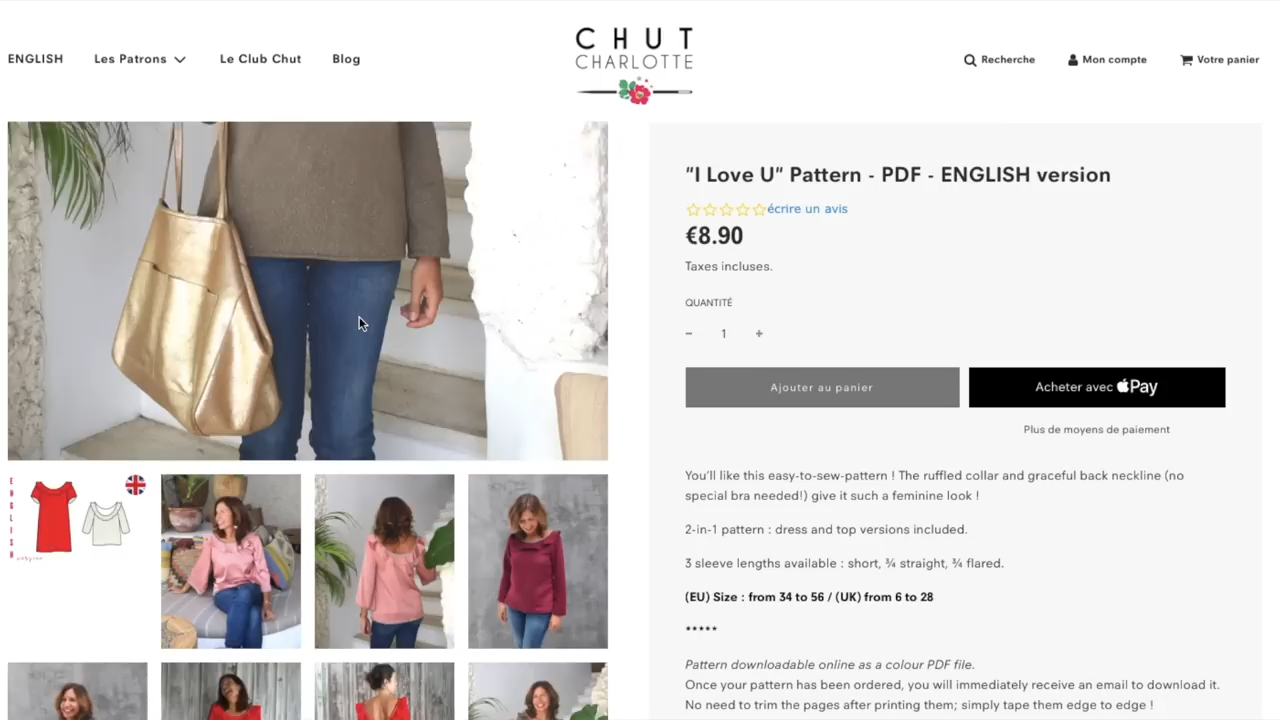 ENGLISH
Les Patrons
Le Club Chut
Blog
CHUT
CHARLOTTE
Recherche
Mon compte
Votre panier
"I Love U" Pattern - PDF - ENGLISH version
écrire un avis
€8.90
Taxes incluses.
QUANTITÉ
− 1 +
Ajouter au panier
Acheter avec Pay
Plus de moyens de paiement
You'll like this easy-to-sew-pattern ! The ruffled collar and graceful back neckline (no
special bra needed!) give it such a feminine look !
2-in-1 pattern : dress and top versions included.
3 sleeve lengths available : short, ¾ straight, ¾ flared.
(EU) Size : from 34 to 56 / (UK) from 6 to 28
*****
Pattern downloadable online as a colour PDF file.
Once your pattern has been ordered, you will immediately receive an email to download it.
No need to trim the pages after printing them; simply tape them edge to edge !
ENGLISH
version